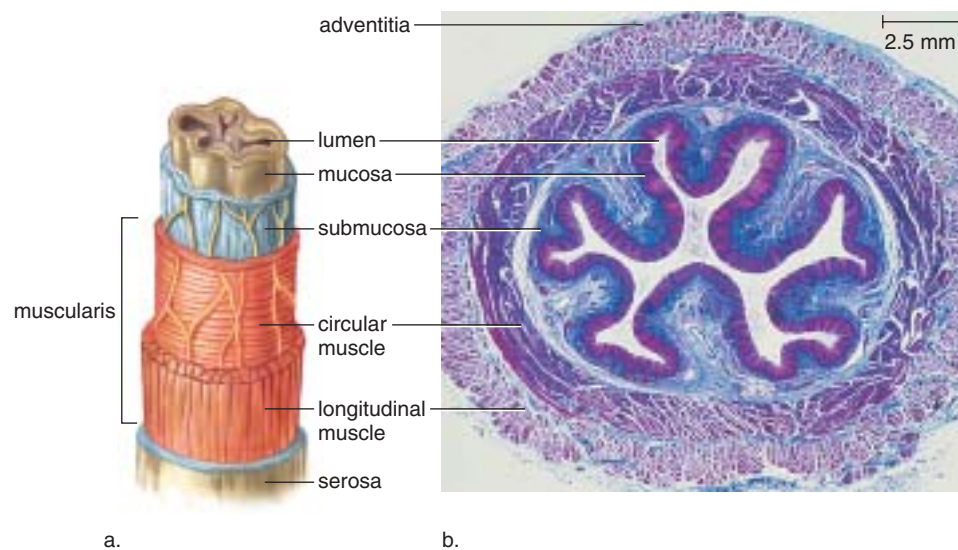 adventitia
2.5 mm
lumen
mucosa
submucosa
muscularis
circular
muscle
longitudinal
muscle
serosa
a.
b.